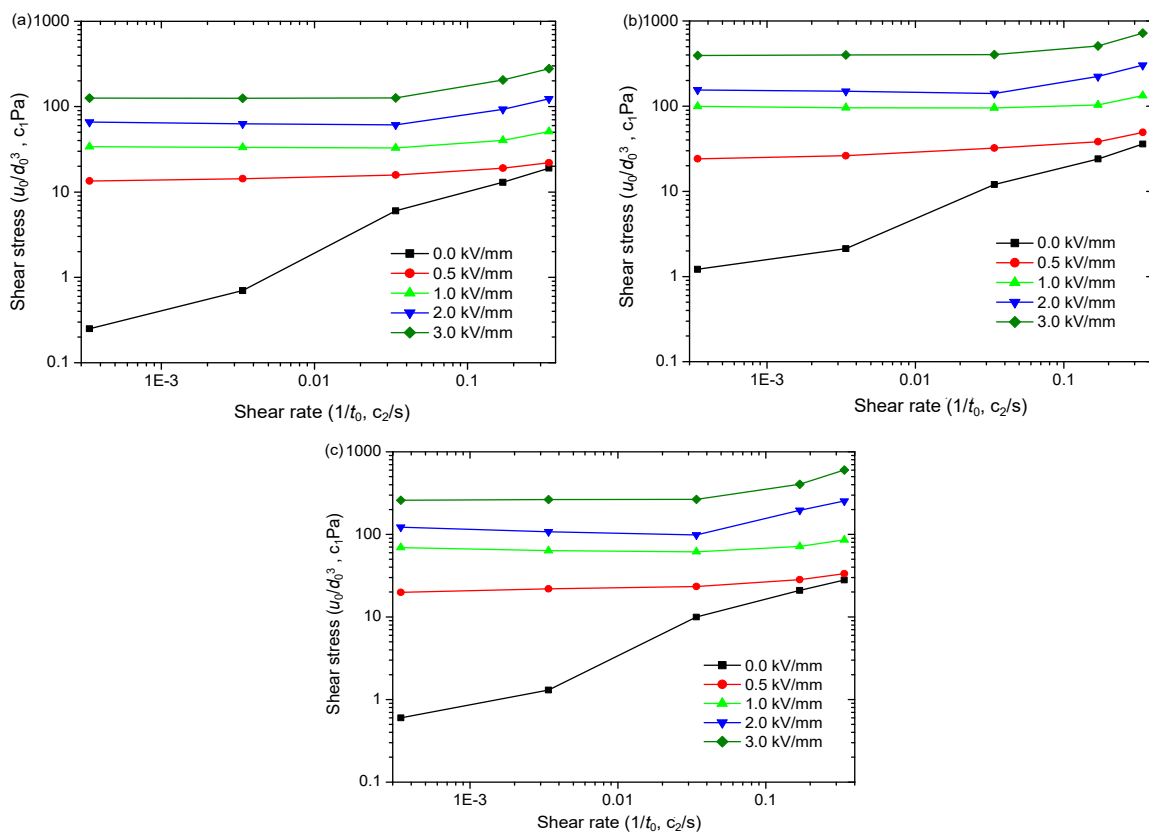 (a)
1000
100
10
1
0.1
Shear stress (u₀/d₀³ , c₁Pa)
0.0 kV/mm
0.5 kV/mm
1.0 kV/mm
2.0 kV/mm
3.0 kV/mm
1E-3 0.01 0.1
Shear rate (1/t₀, c₂/s)
(b)
1000
100
10
1
0.1
Shear stress (u₀/d₀³ , c₁Pa)
0.0 kV/mm
0.5 kV/mm
1.0 kV/mm
2.0 kV/mm
3.0 kV/mm
1E-3 0.01 0.1
Shear rate (1/t₀, c₂/s)
(c)
1000
100
10
1
0.1
Shear stress (u₀/d₀³ , c₁Pa)
0.0 kV/mm
0.5 kV/mm
1.0 kV/mm
2.0 kV/mm
3.0 kV/mm
1E-3 0.01 0.1
Shear rate (1/t₀, c₂/s)